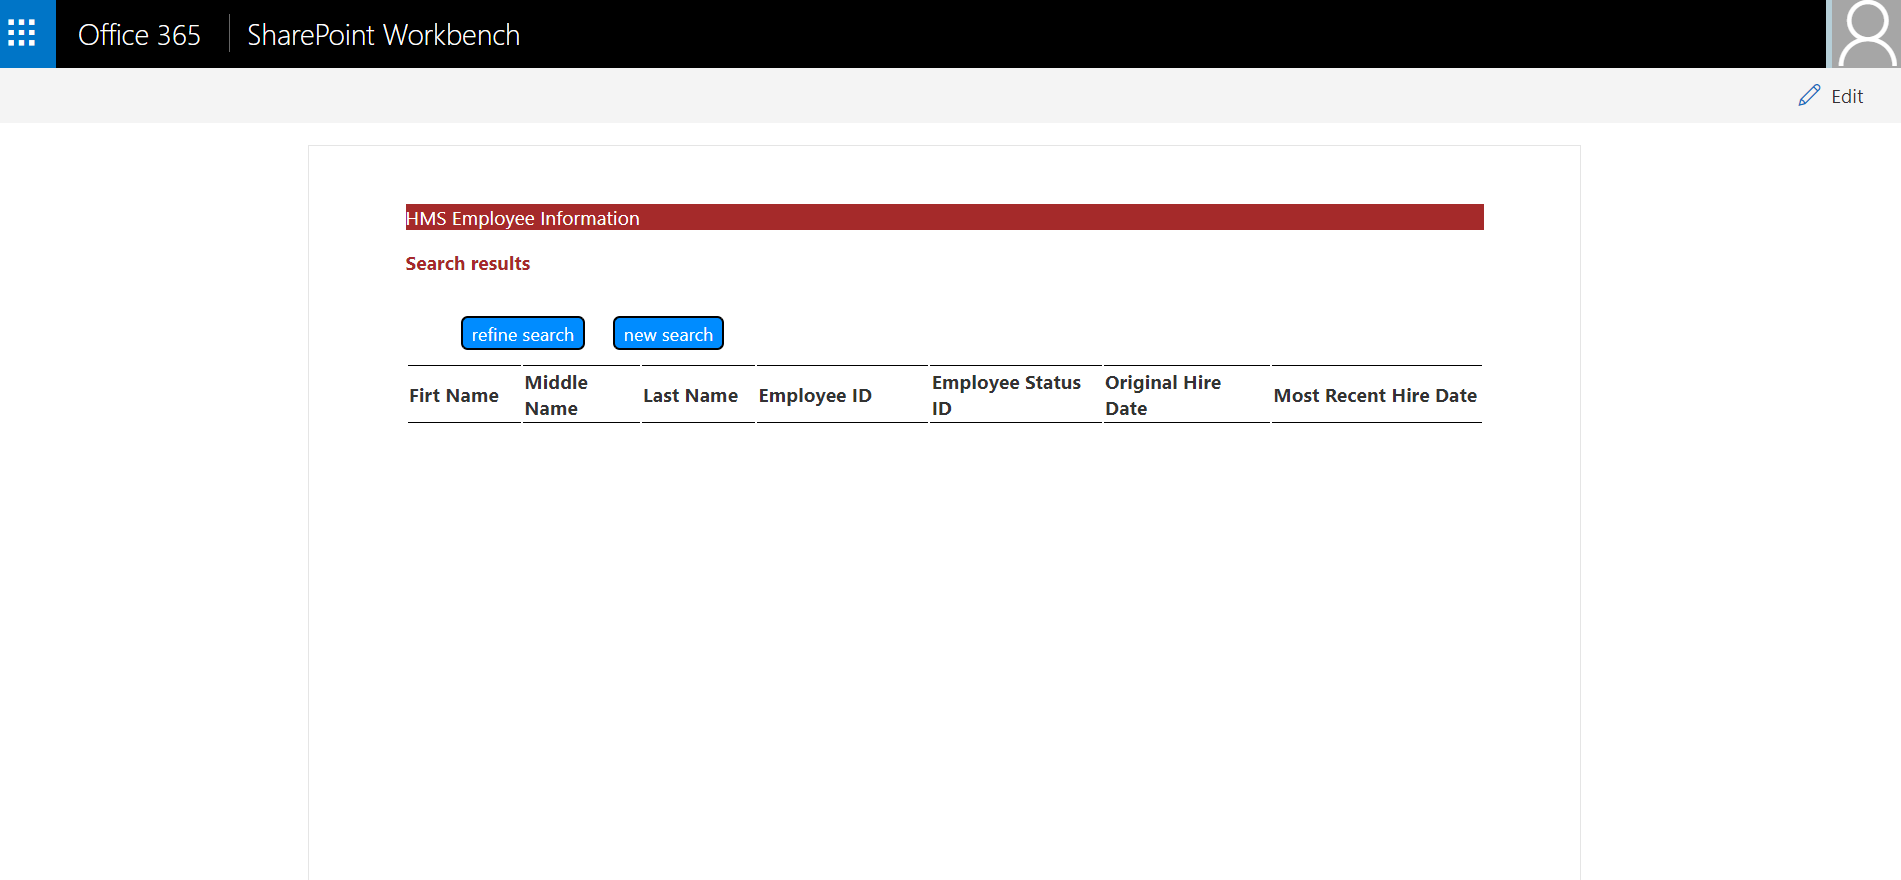 Office 365 SharePoint Workbench
Edit
HMS Employee Information
Search results
refine search new search
Firt Name Middle Name Last Name Employee ID Employee Status ID Original Hire Date Most Recent Hire Date